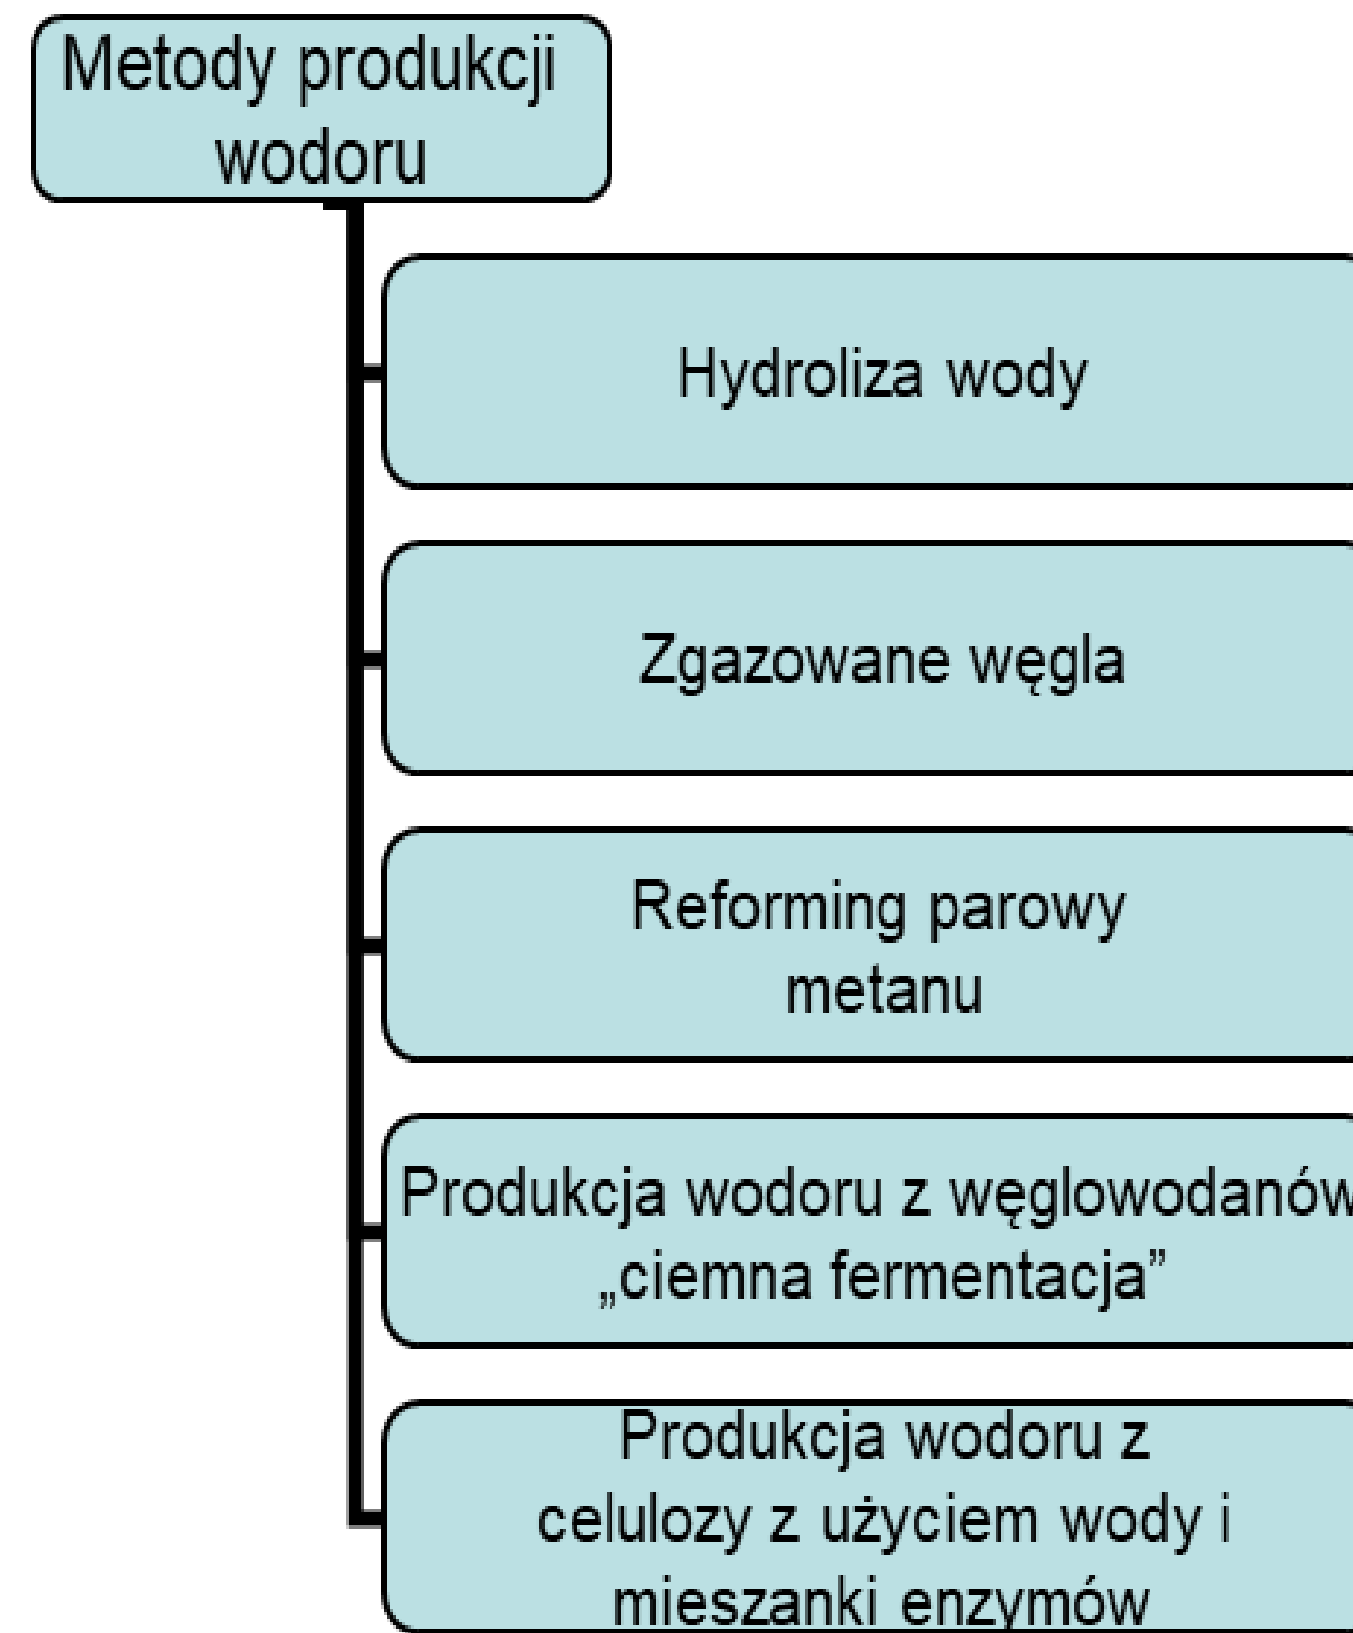 Metody produkcji
wodoru
Hydroliza wody
Zgazowane węgla
Reforming parowy
metanu
Produkcja wodoru z węglowodanów
„ciemna fermentacja”
Produkcja wodoru z
celulozy z użyciem wody i
mieszanki enzymów